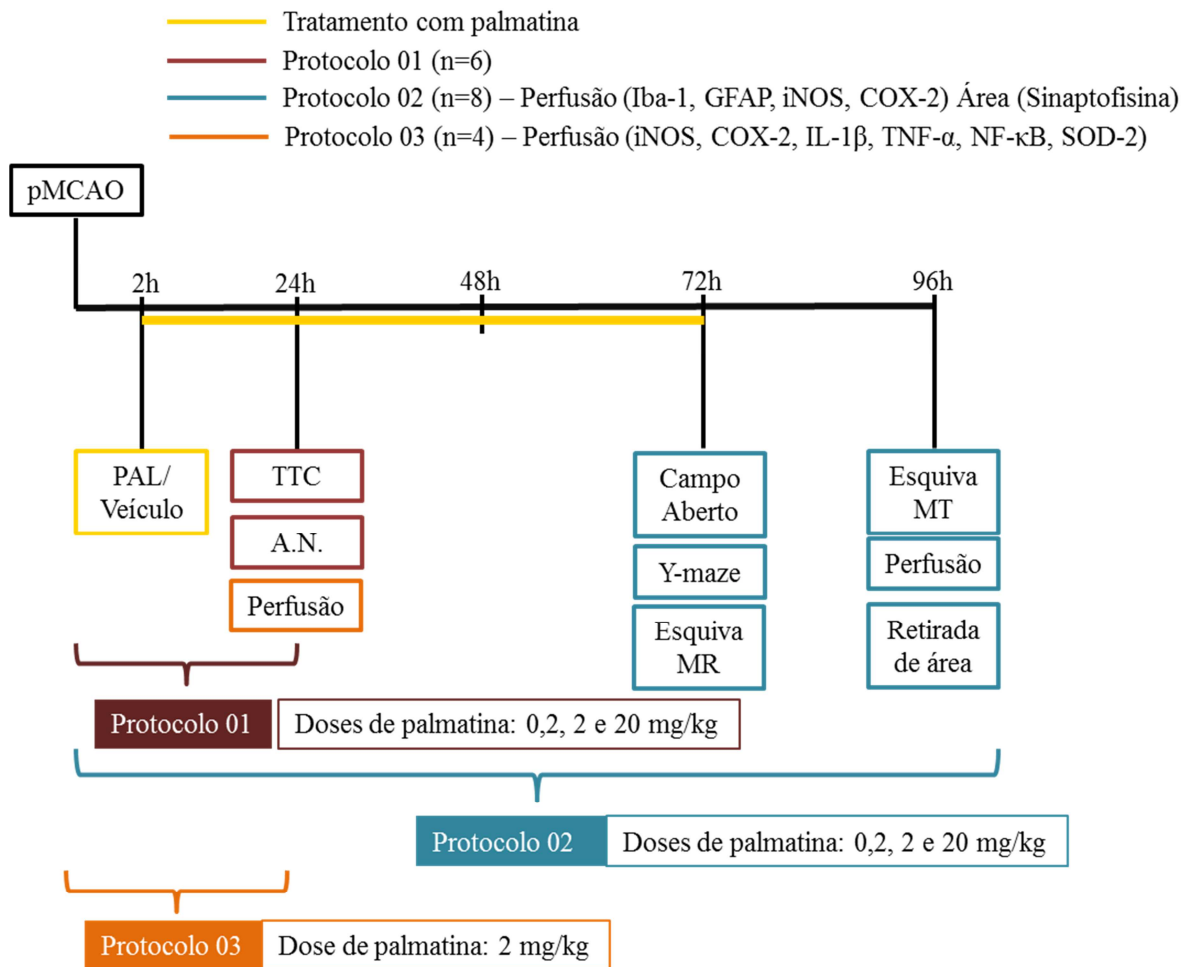 Tratamento com palmatina
Protocolo 01 (n=6)
Protocolo 02 (n=8) – Perfusão (Iba-1, GFAP, iNOS, COX-2) Área (Sinaptofisina)
Protocolo 03 (n=4) – Perfusão (iNOS, COX-2, IL-1β, TNF-α, NF-κB, SOD-2)
pMCAO
2h
24h
48h
72h
96h
PAL/
Veículo
TTC
A.N.
Perfusão
Campo
Aberto
Y-maze
Esquiva
MR
Esquiva
MT
Perfusão
Retirada
de área
Protocolo 01
Doses de palmatina: 0,2, 2 e 20 mg/kg
Protocolo 02
Doses de palmatina: 0,2, 2 e 20 mg/kg
Protocolo 03
Dose de palmatina: 2 mg/kg